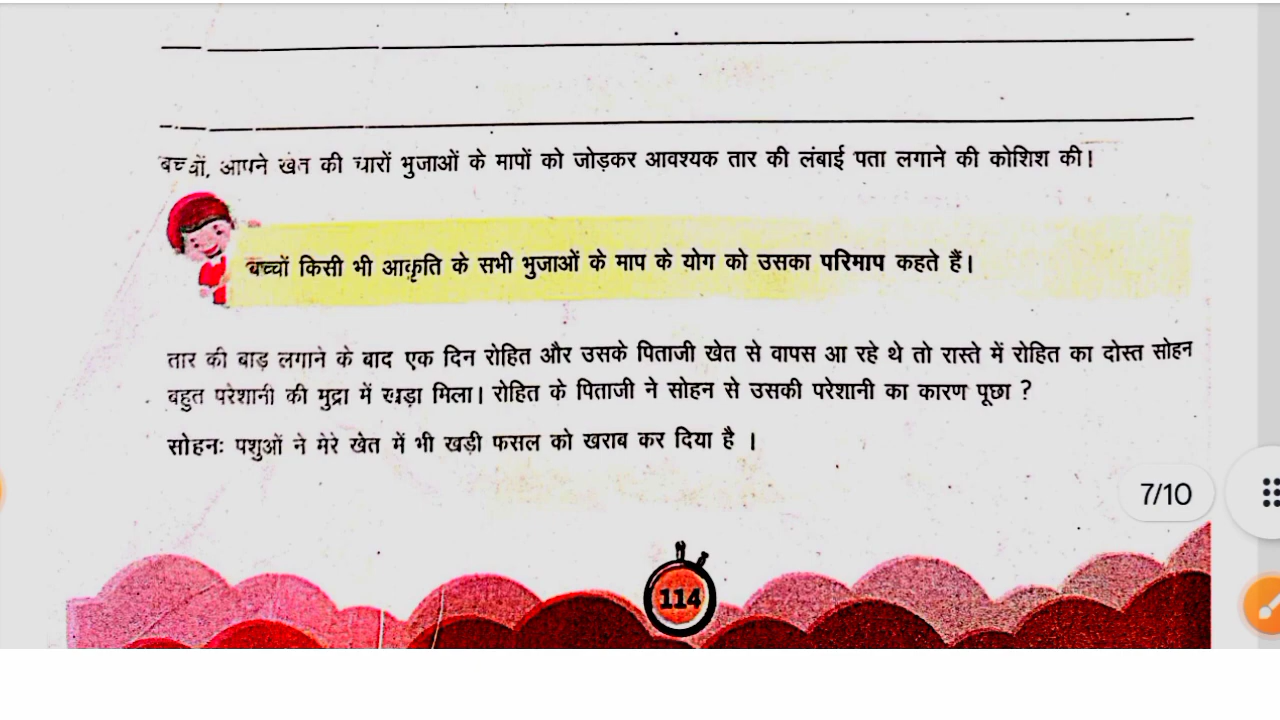 बच्चों, आपने खेत की चारों भुजाओं के मापों को जोड़कर आवश्यक तार की लंबाई पता लगाने की कोशिश की।
बच्चों किसी भी आकृति के सभी भुजाओं के माप के योग को उसका परिमाप कहते हैं।
तार की बाड़ लगाने के बाद एक दिन रोहित और उसके पिताजी खेत से वापस आ रहे थे तो रास्ते में रोहित का दोस्त सोहन
बहुत परेशानी की मुद्रा में खड़ा मिला। रोहित के पिताजी ने सोहन से उसकी परेशानी का कारण पूछा ?
सोहनः पशुओं ने मेरे खेत में भी खड़ी फसल को खराब कर दिया है ।
7/10
114